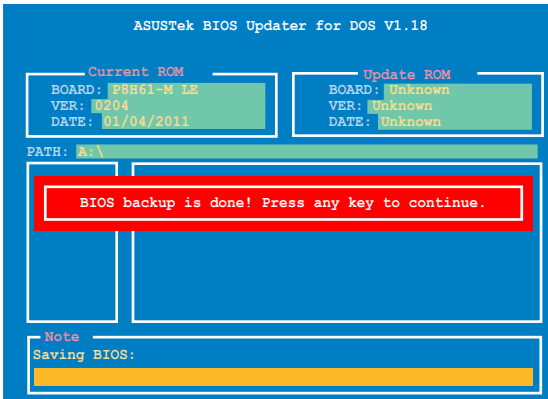 ASUSTek BIOS Updater for DOS V1.18
Current ROM
BOARD: P8H61-M LE
VER: 0204
DATE: 01/04/2011
Update ROM
BOARD: Unknown
VER: Unknown
DATE: Unknown
PATH: A:\
BIOS backup is done! Press any key to continue.
Note
Saving BIOS: